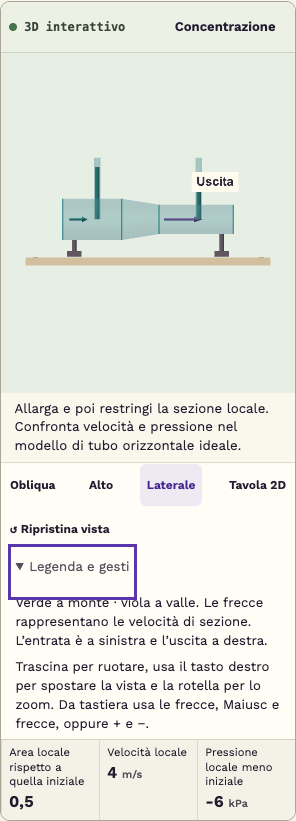 3D interattivo
Concentrazione
Uscita
Allarga e poi restringi la sezione locale.
Confronta velocità e pressione nel
modello di tubo orizzontale ideale.
Obliqua
Alto
Laterale
Tavola 2D
↺ Ripristina vista
▼ Legenda e gesti
Verde a monte · viola a valle. Le frecce
rappresentano le velocità di sezione.
L’entrata è a sinistra e l’uscita a destra.
Trascina per ruotare, usa il tasto destro
per spostare la vista e la rotella per lo
zoom. Da tastiera usa le frecce, Maiusc e
frecce, oppure + e −.
Area locale
rispetto a
quella iniziale
0,5
Velocità locale
4 m/s
Pressione
locale meno
iniziale
-6 kPa